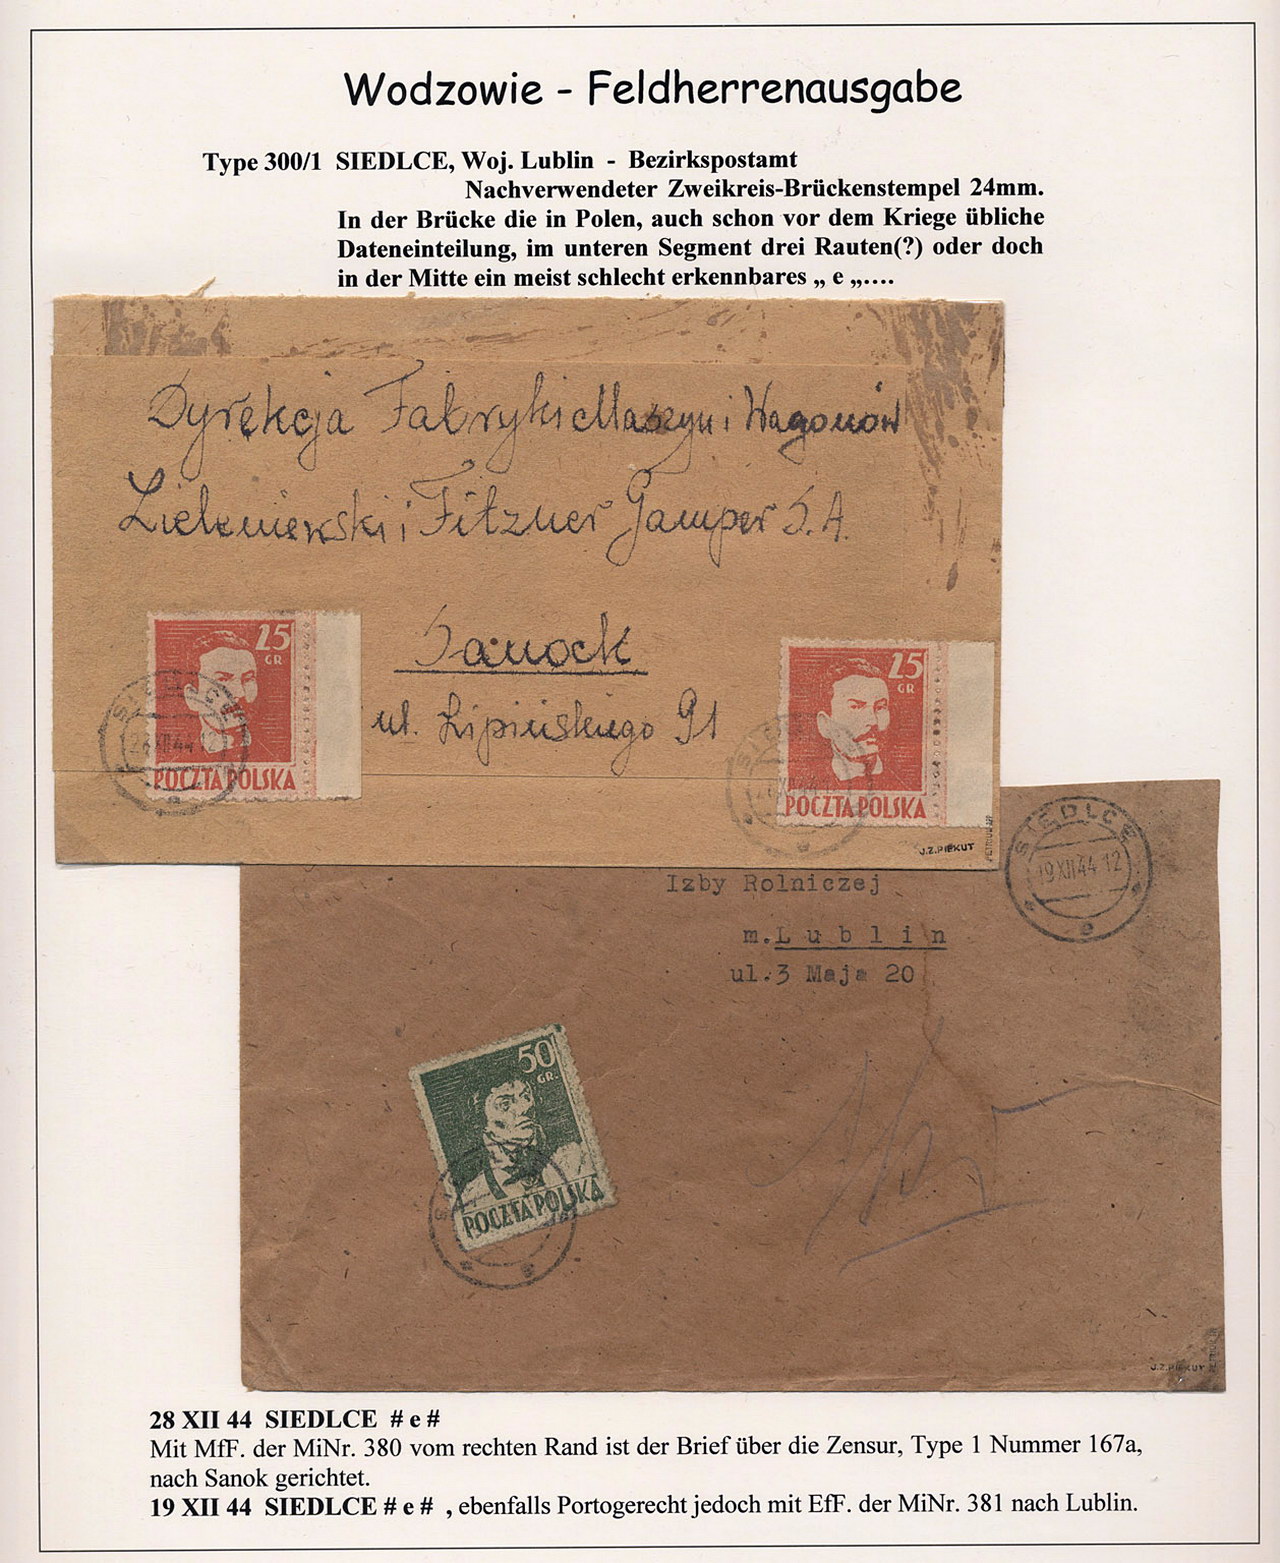 Wodzowie - Feldherrenausgabe
Type 300/1 SIEDLCE, Woj. Lublin - Bezirkspostamt
Nachverwendeter Zweikreis-Brückenstempel 24mm.
In der Brücke die in Polen, auch schon vor dem Kriege übliche
Dateneinteilung, im unteren Segment drei Rauten(?) oder doch
in der Mitte ein meist schlecht erkennbares „ e „....
Dyrekcja Fabryki Maszyn i Wagonów
Zieleniewski i Fitzner Gamper S.A.
Sanock
ul. Lipińskiego 91
25
GR
POCZTA POLSKA
SIEDLCE
XII 44 12
e
25
GR
POCZTA POLSKA
J.Z.PIEKUT
SIEDLCE
19 XII 44 12
e
Izby Rolniczej
m.Lublin
ul.3 Maja 20
50
GR.
POCZTA POLSKA
J.Z.PIEKUT
28 XII 44 SIEDLCE # e #
Mit MfF. der MiNr. 380 vom rechten Rand ist der Brief über die Zensur, Type 1 Nummer 167a,
nach Sanok gerichtet.
19 XII 44 SIEDLCE # e # , ebenfalls Portogerecht jedoch mit EfF. der MiNr. 381 nach Lublin.